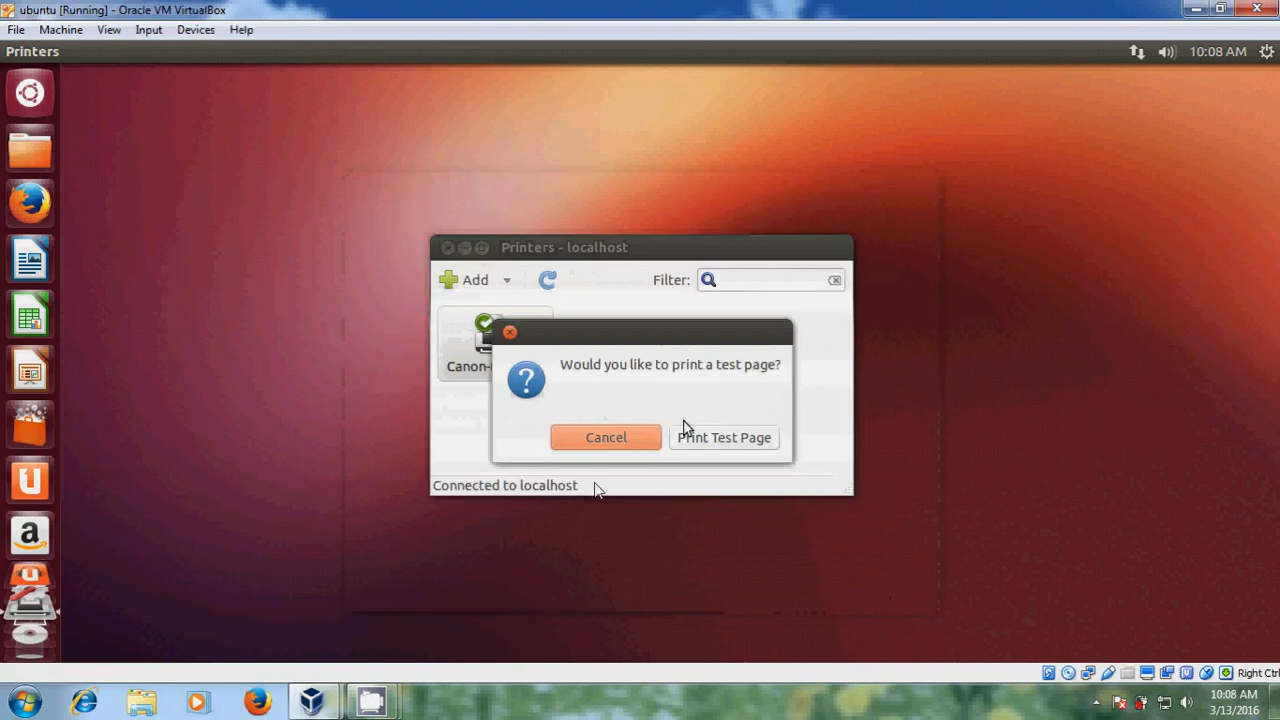 ubuntu [Running] - Oracle VM VirtualBox
File Machine View Input Devices Help
Printers
10:08 AM
Printers - localhost
Add
Filter:
Canon-
Would you like to print a test page?
Cancel
Print Test Page
Connected to localhost
Right Ctrl
10:08 AM
3/13/2016